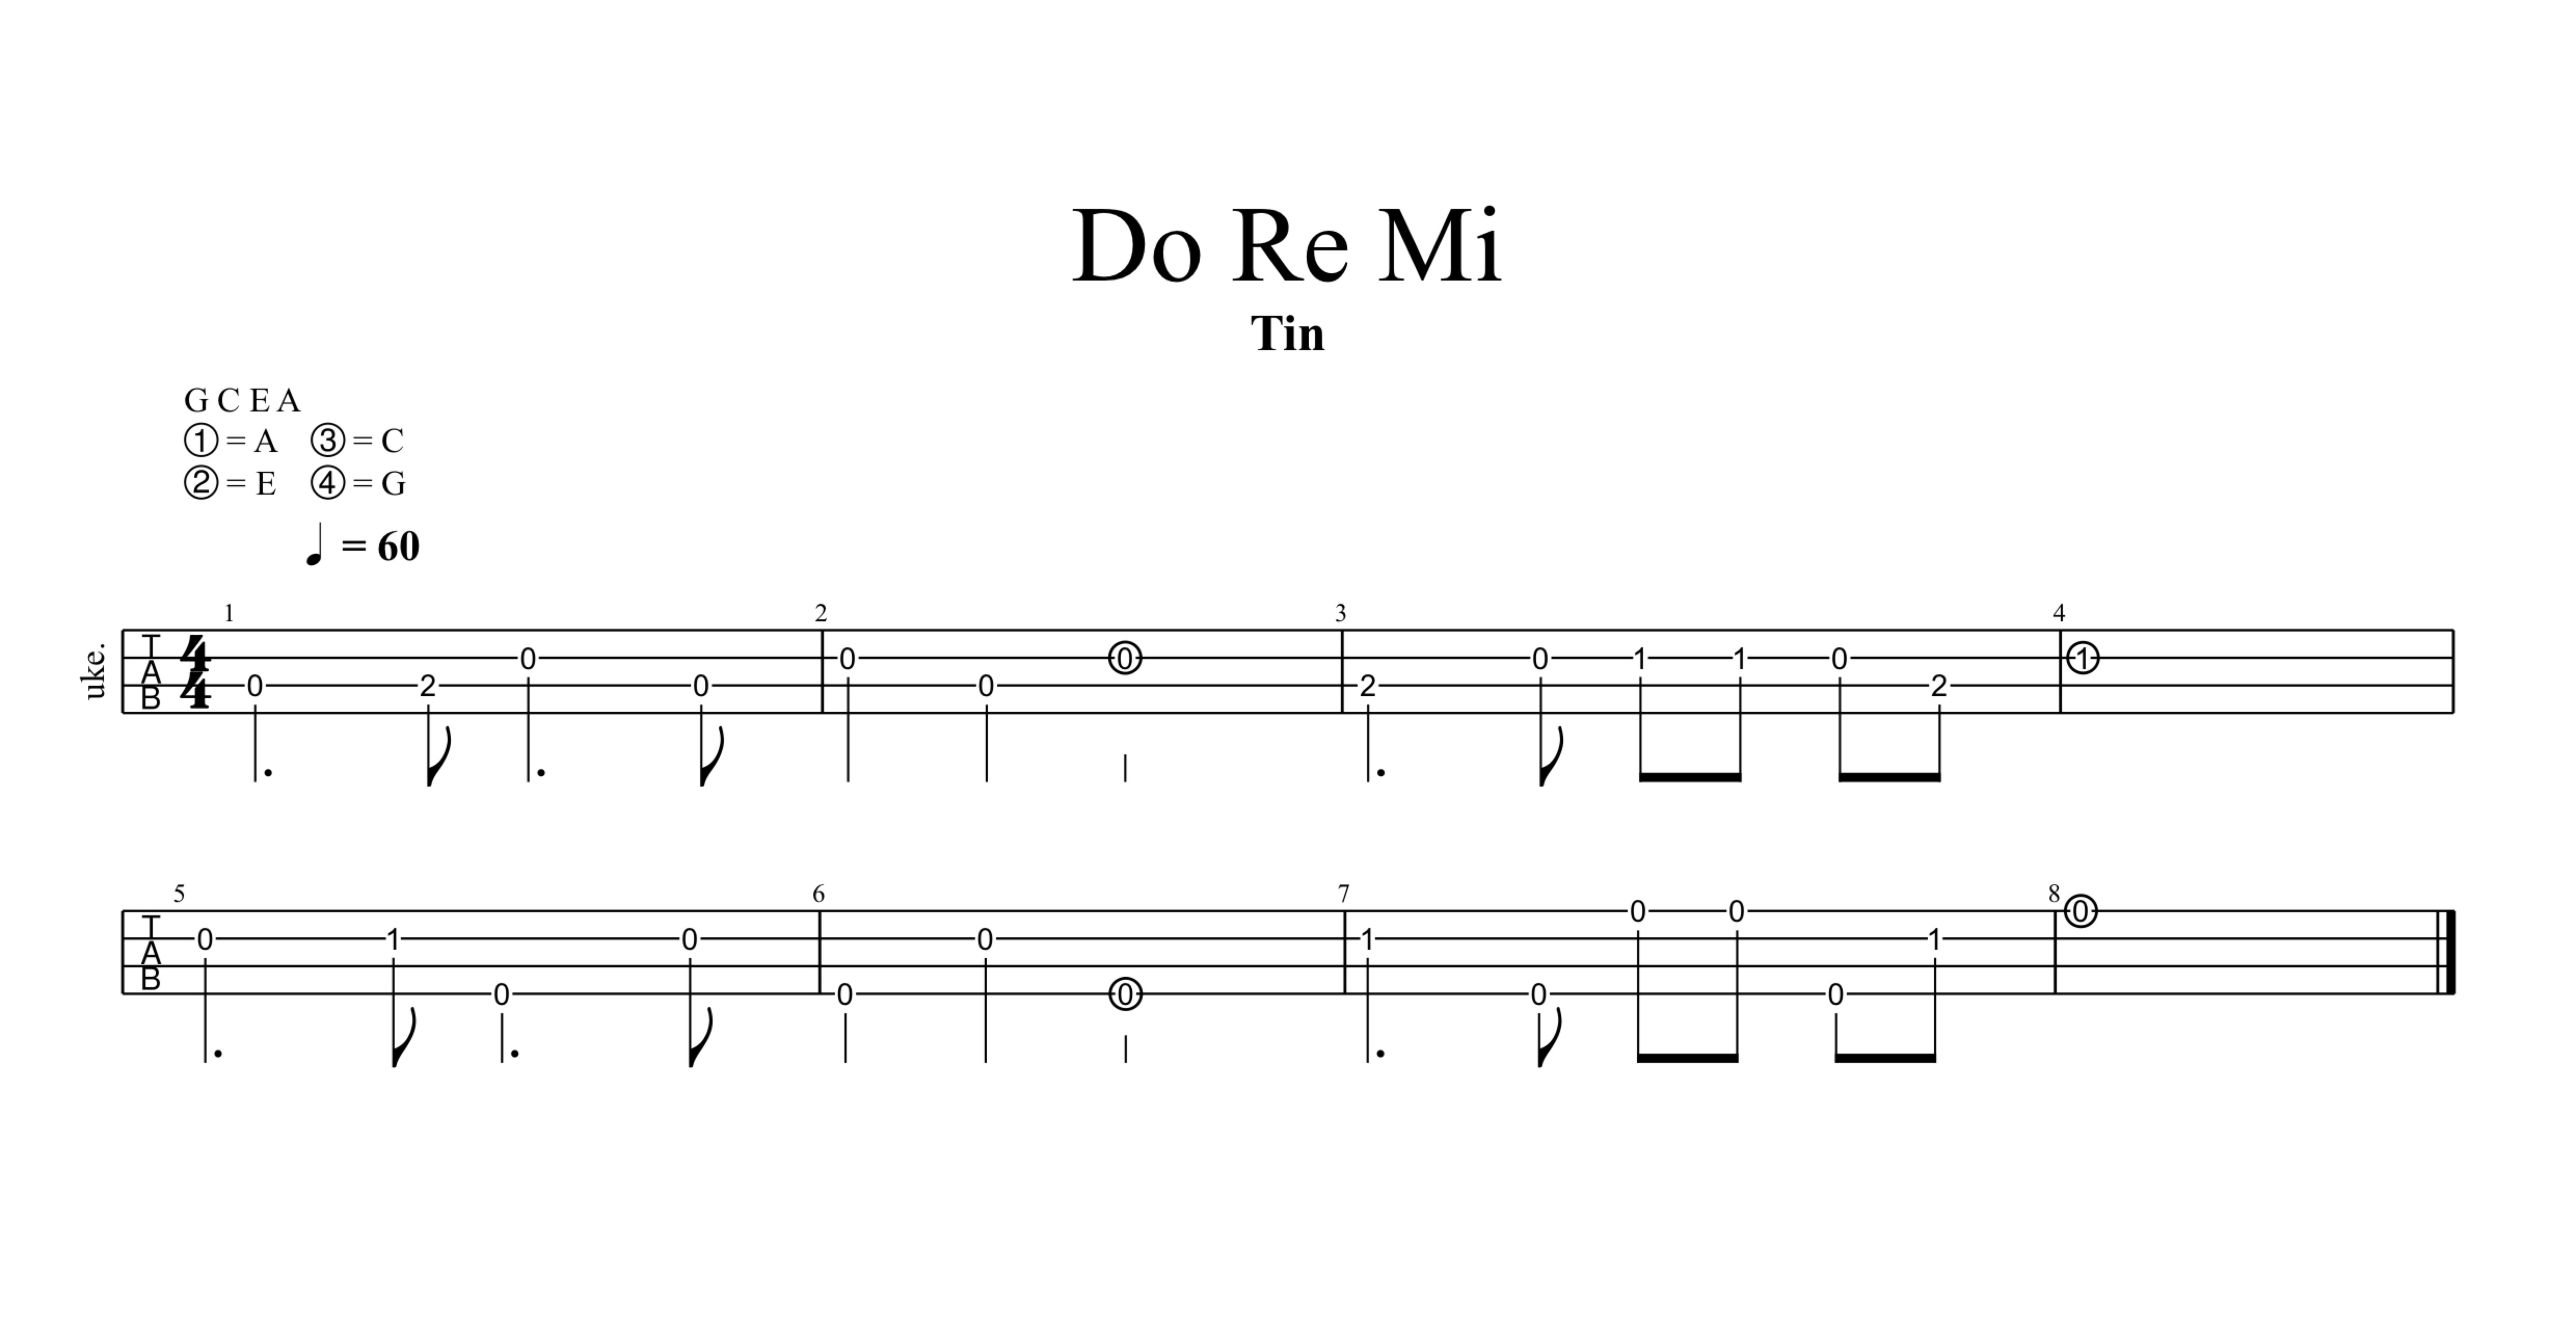 Do Re Mi
Tin
G C E A
① = A ③ = C
② = E ④ = G
♩ = 60
1 2 3 4
uke.
TAB
4/4
0 2 0 0 0 0 0 2 0 1 1 0 2 1
5 6 7 8
TAB
0 1 0 0 0 0 0 1 0 0 0 0 1 0